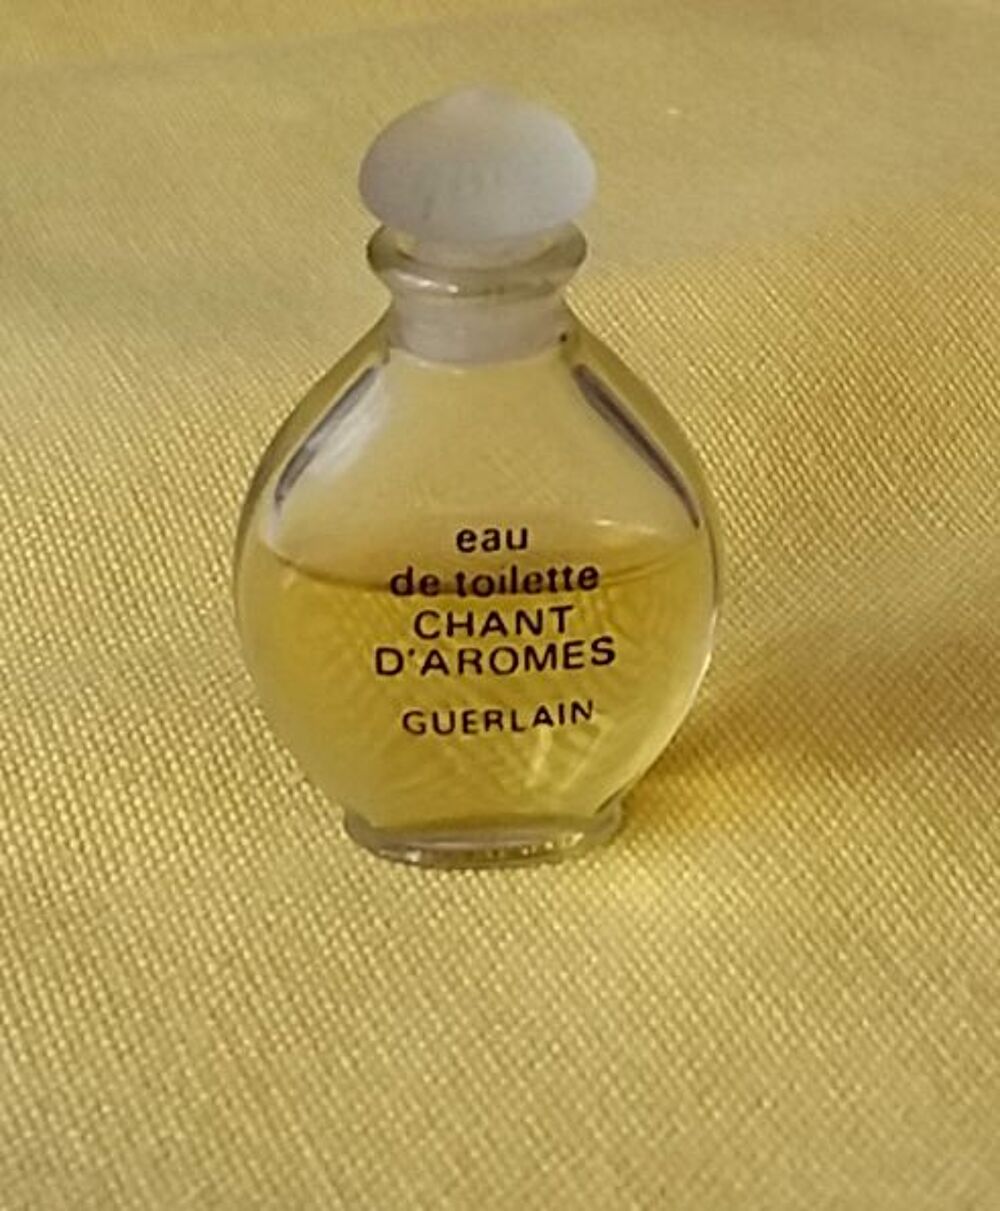 eau
de toilette
CHANT
D'AROMES
GUERLAIN